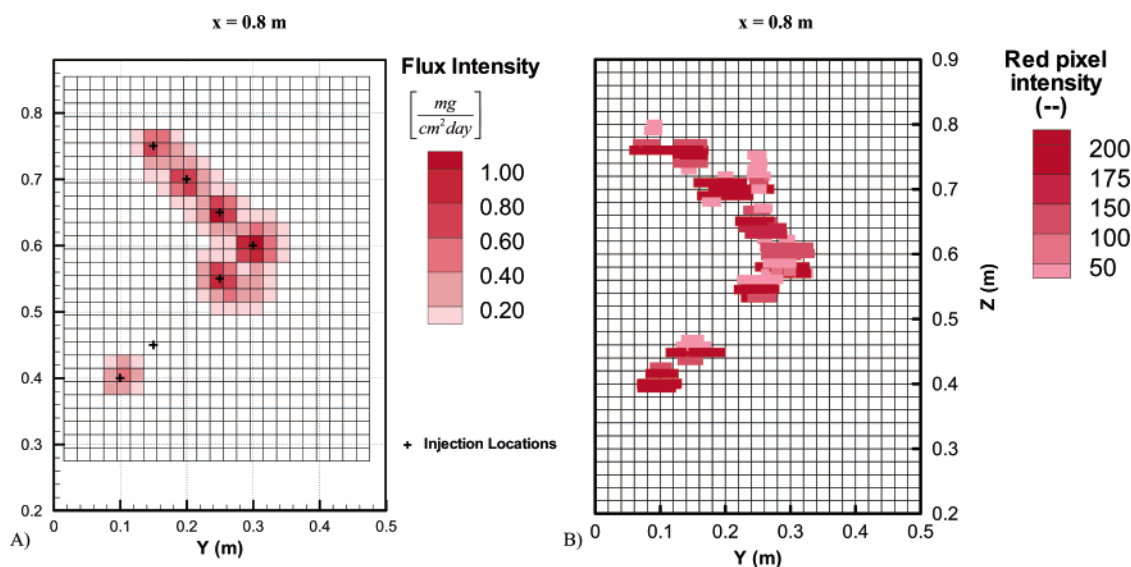 x = 0.8 m
Flux Intensity
[mg / cm² day]
1.00
0.80
0.60
0.40
0.20
+ Injection Locations
0.8
0.7
0.6
0.5
0.4
0.3
0.2
0 0.1 0.2 0.3 0.4 0.5
Y (m)
A)
x = 0.8 m
0.9
0.8
0.7
0.6
0.5
0.4
0.3
0.2
Z (m)
0 0.1 0.2 0.3 0.4 0.5
Y (m)
B)
Red pixel
intensity
(--)
200
175
150
100
50